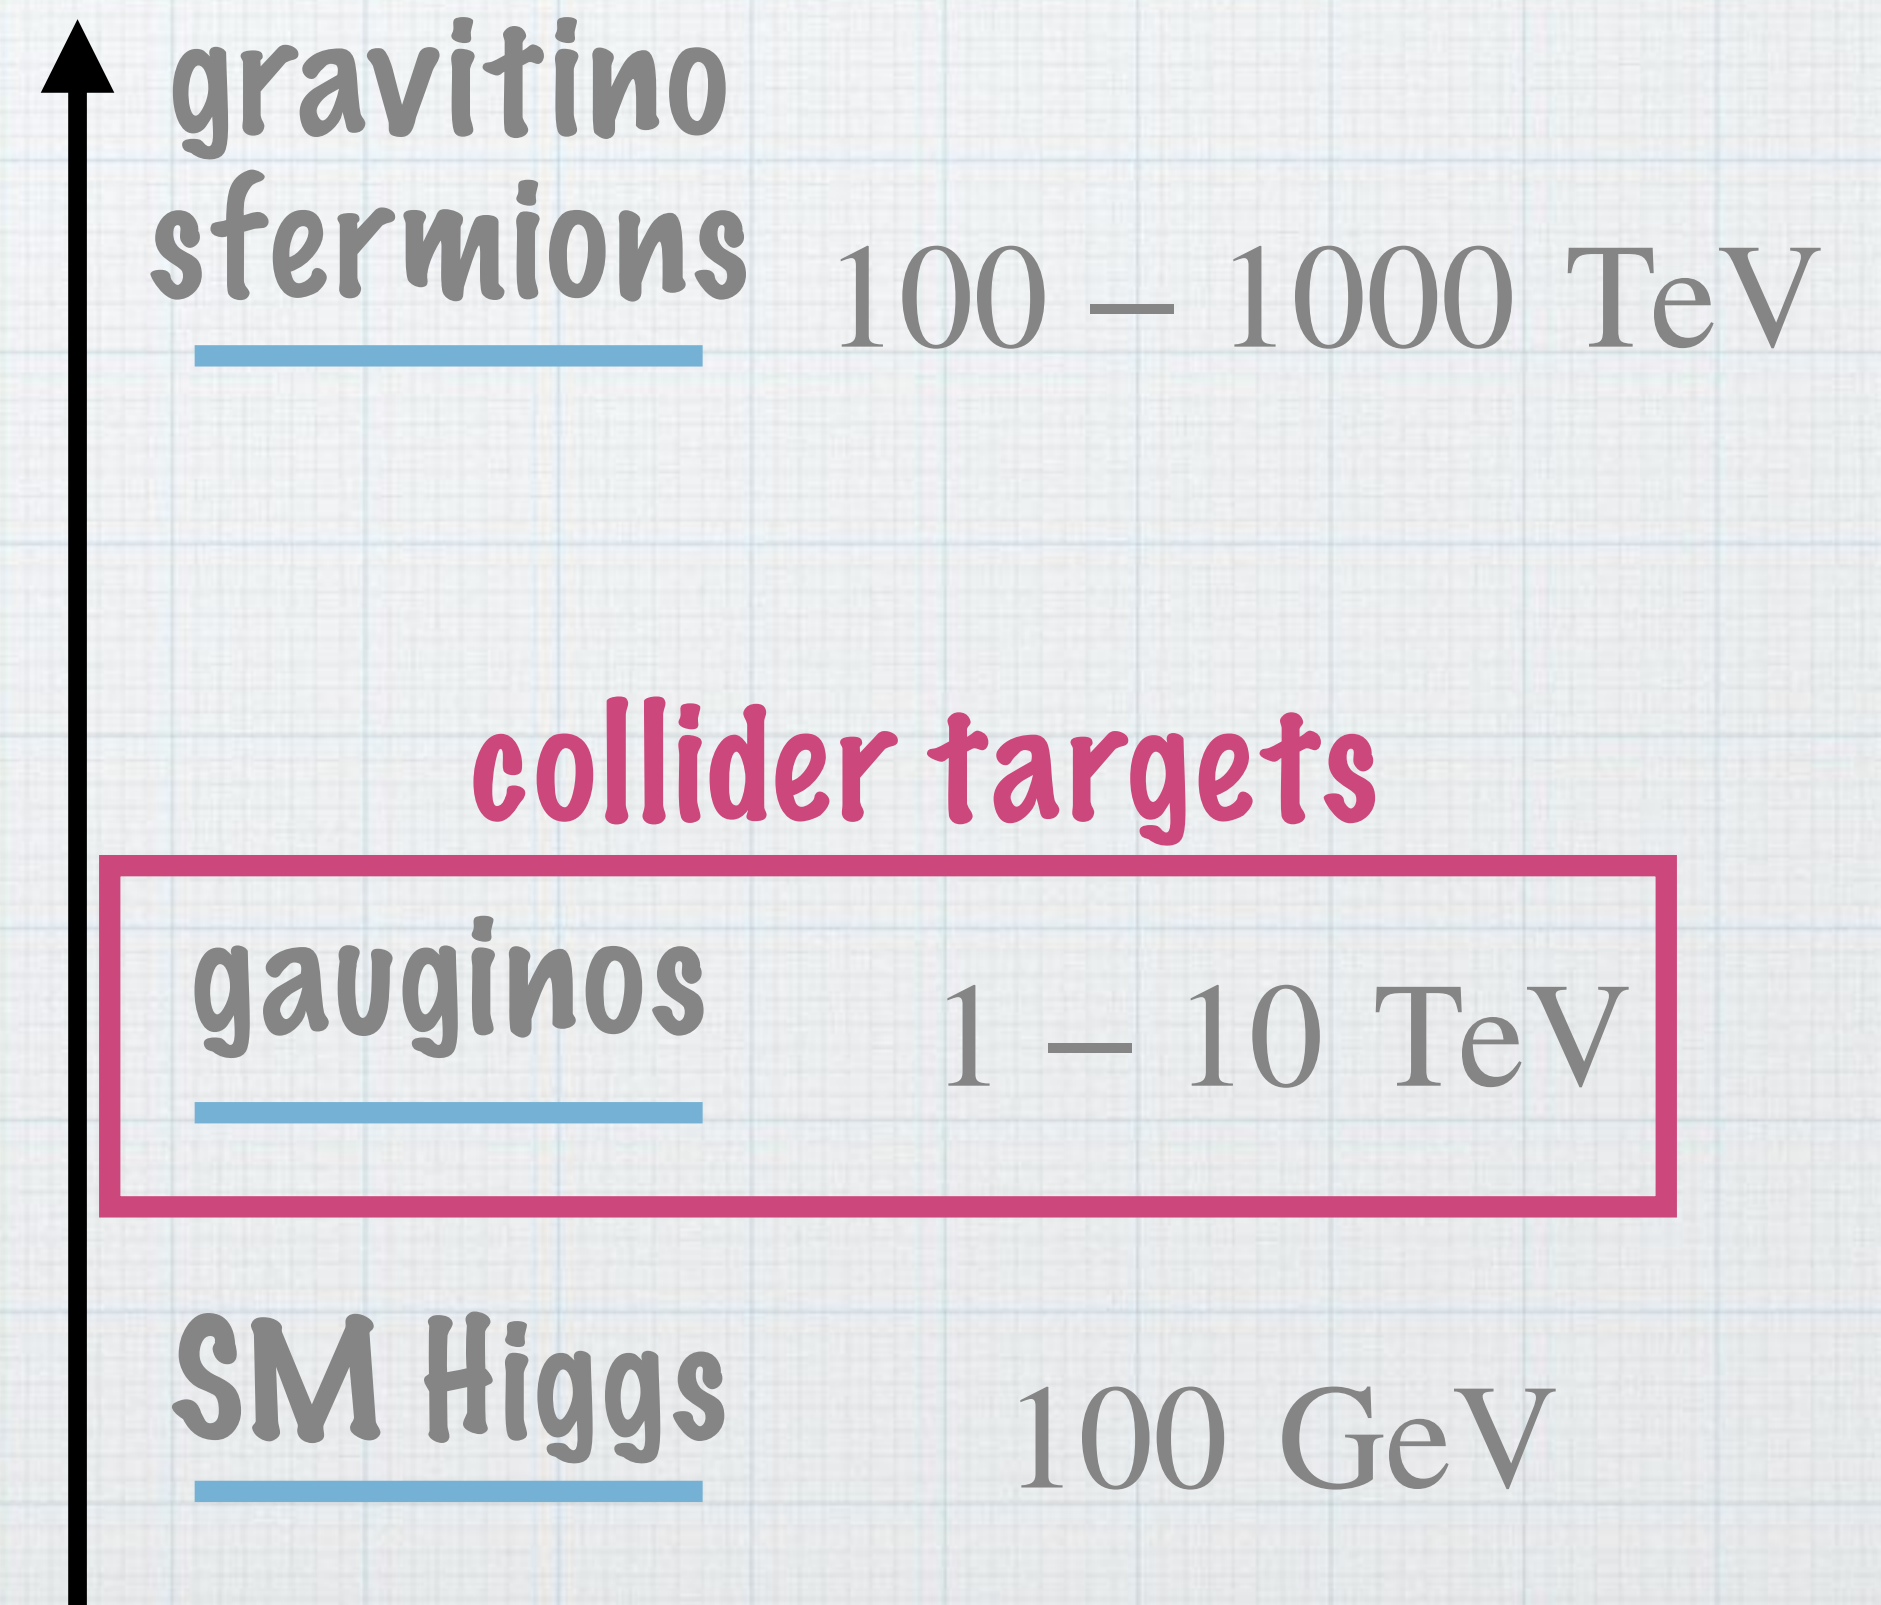 gravitino
sfermions 100 – 1000 TeV
collider targets
gauginos 1 – 10 TeV
SM Higgs 100 GeV